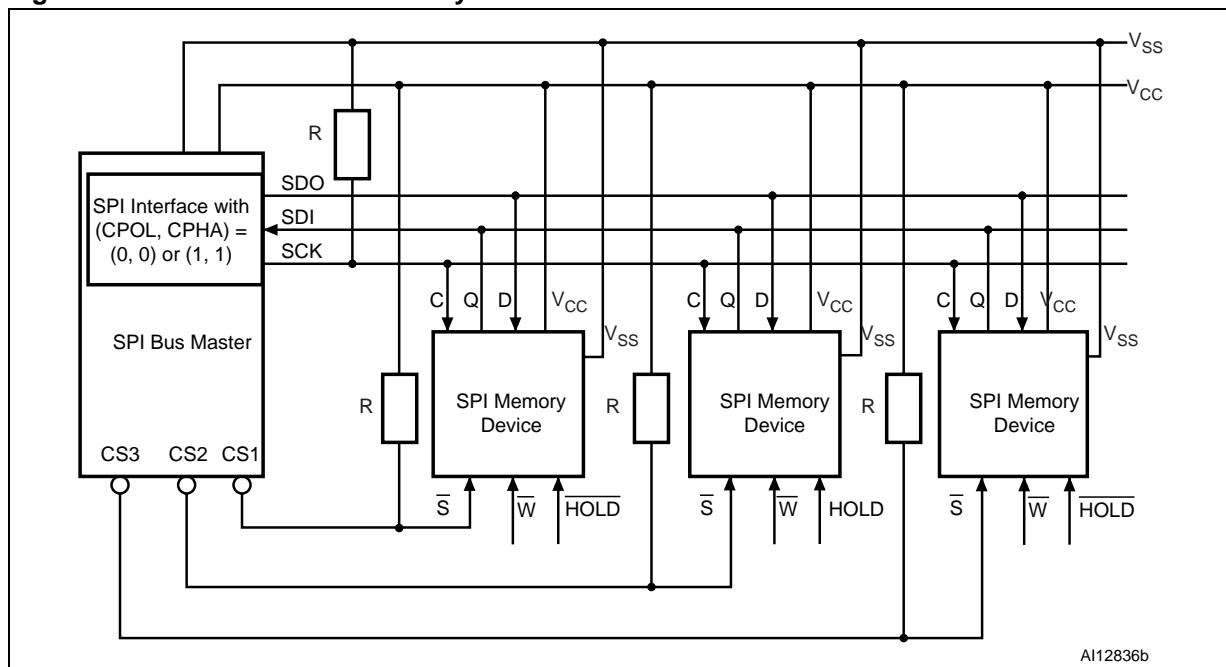 V_SS
V_CC
R
SDO
SPI Interface with
(CPOL, CPHA) =
(0, 0) or (1, 1)
SDI
SCK
SPI Bus Master
CS3 CS2 CS1
C Q D V_CC V_SS
R
SPI Memory
Device
S̅ W̅ H̅O̅L̅D̅
C Q D V_CC V_SS
R
SPI Memory
Device
S̅ W̅ HOLD
C Q D V_CC V_SS
R
SPI Memory
Device
S̅ W̅ H̅O̅L̅D̅
AI12836b